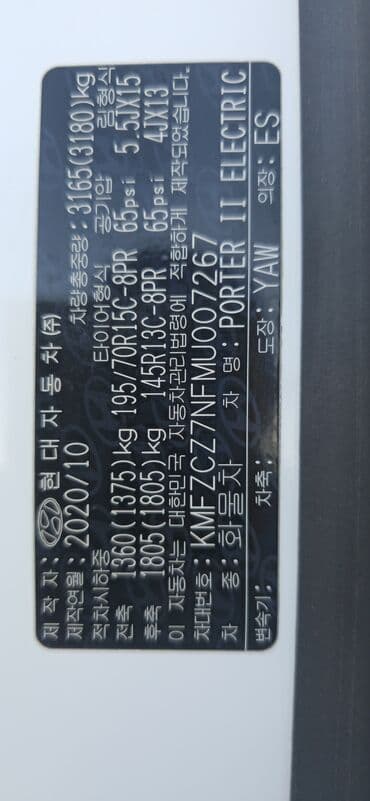 제 작 자: 현 대 자 동 차 (주)
제작연월: 2020/10 차량총중량: 3165(3180)kg
적차시하중 타이어형식 공기압 림형식
전축 1360(1375)kg 195/70R15C-8PR 65psi 5.5JX15
후축 1805(1805)kg 145R13C-8PR 65psi 4JX13
이 자동차는 대한민국 자동차관리법령에 적합하게 제작되었습니다.
차대번호: KMFZCZ7NFMU007267
차 종: 화물차 차 명: PORTER II ELECTRIC
변속기: 차축: 도장: YAW 의장: ES